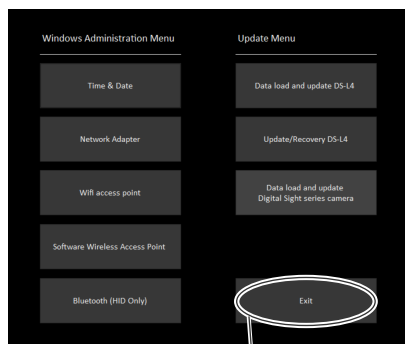 Windows Administration Menu
Update Menu
Time & Date
Data load and update DS-L4
Network Adapter
Update/Recovery DS-L4
Wifi access point
Data load and update
Digital Sight series camera
Software Wireless Access Point
Bluetooth (HID Only)
Exit